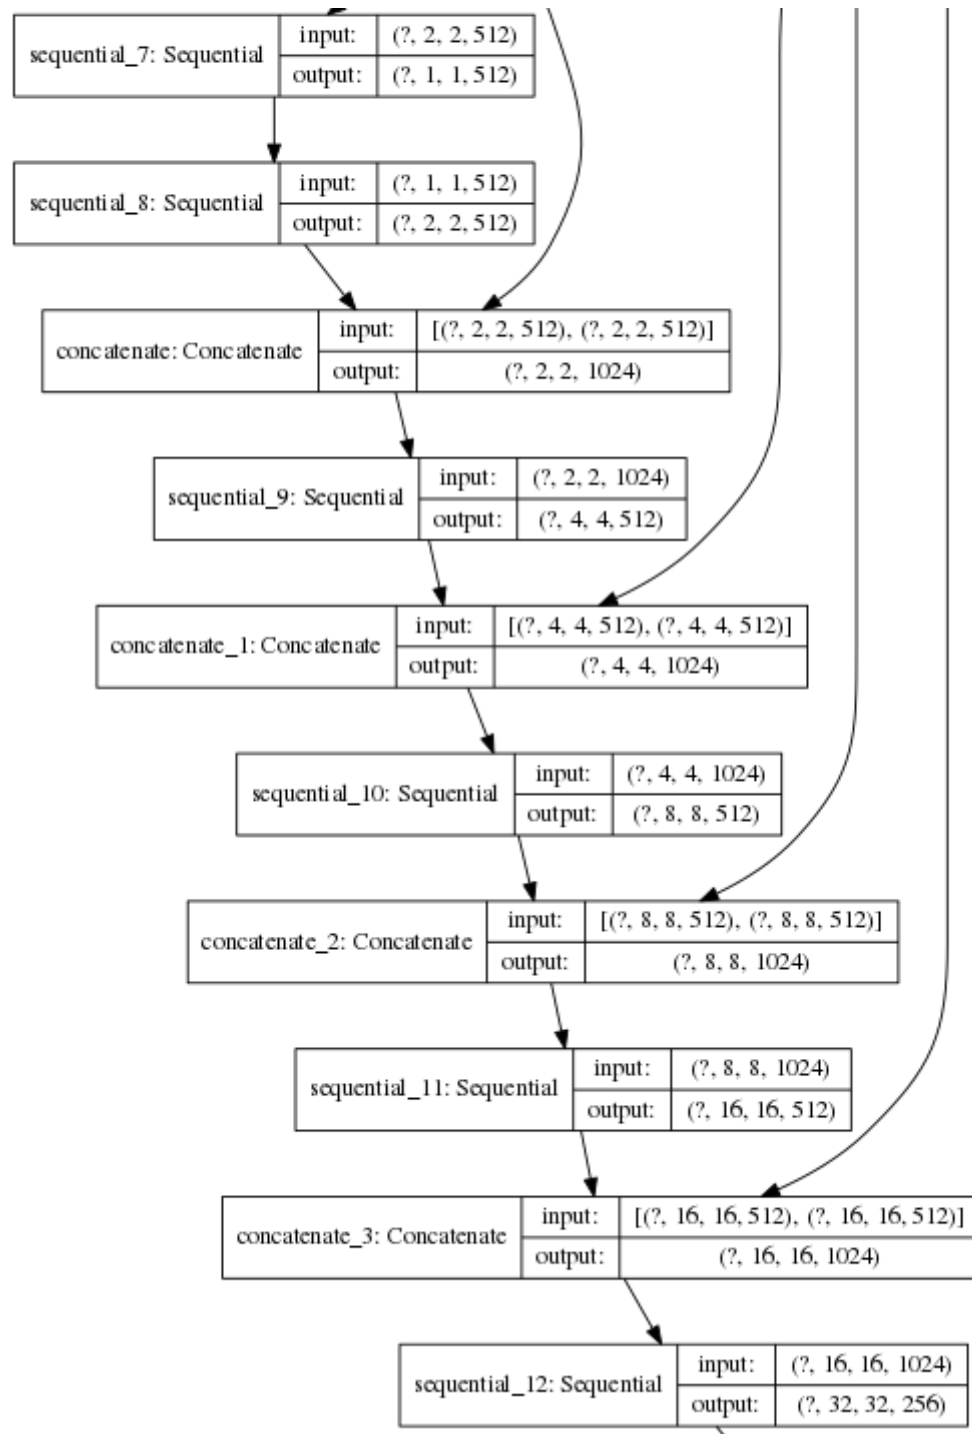 sequential_7: Sequential
input: (?, 2, 2, 512)
output: (?, 1, 1, 512)
sequential_8: Sequential
input: (?, 1, 1, 512)
output: (?, 2, 2, 512)
concatenate: Concatenate
input: [(?, 2, 2, 512), (?, 2, 2, 512)]
output: (?, 2, 2, 1024)
sequential_9: Sequential
input: (?, 2, 2, 1024)
output: (?, 4, 4, 512)
concatenate_1: Concatenate
input: [(?, 4, 4, 512), (?, 4, 4, 512)]
output: (?, 4, 4, 1024)
sequential_10: Sequential
input: (?, 4, 4, 1024)
output: (?, 8, 8, 512)
concatenate_2: Concatenate
input: [(?, 8, 8, 512), (?, 8, 8, 512)]
output: (?, 8, 8, 1024)
sequential_11: Sequential
input: (?, 8, 8, 1024)
output: (?, 16, 16, 512)
concatenate_3: Concatenate
input: [(?, 16, 16, 512), (?, 16, 16, 512)]
output: (?, 16, 16, 1024)
sequential_12: Sequential
input: (?, 16, 16, 1024)
output: (?, 32, 32, 256)